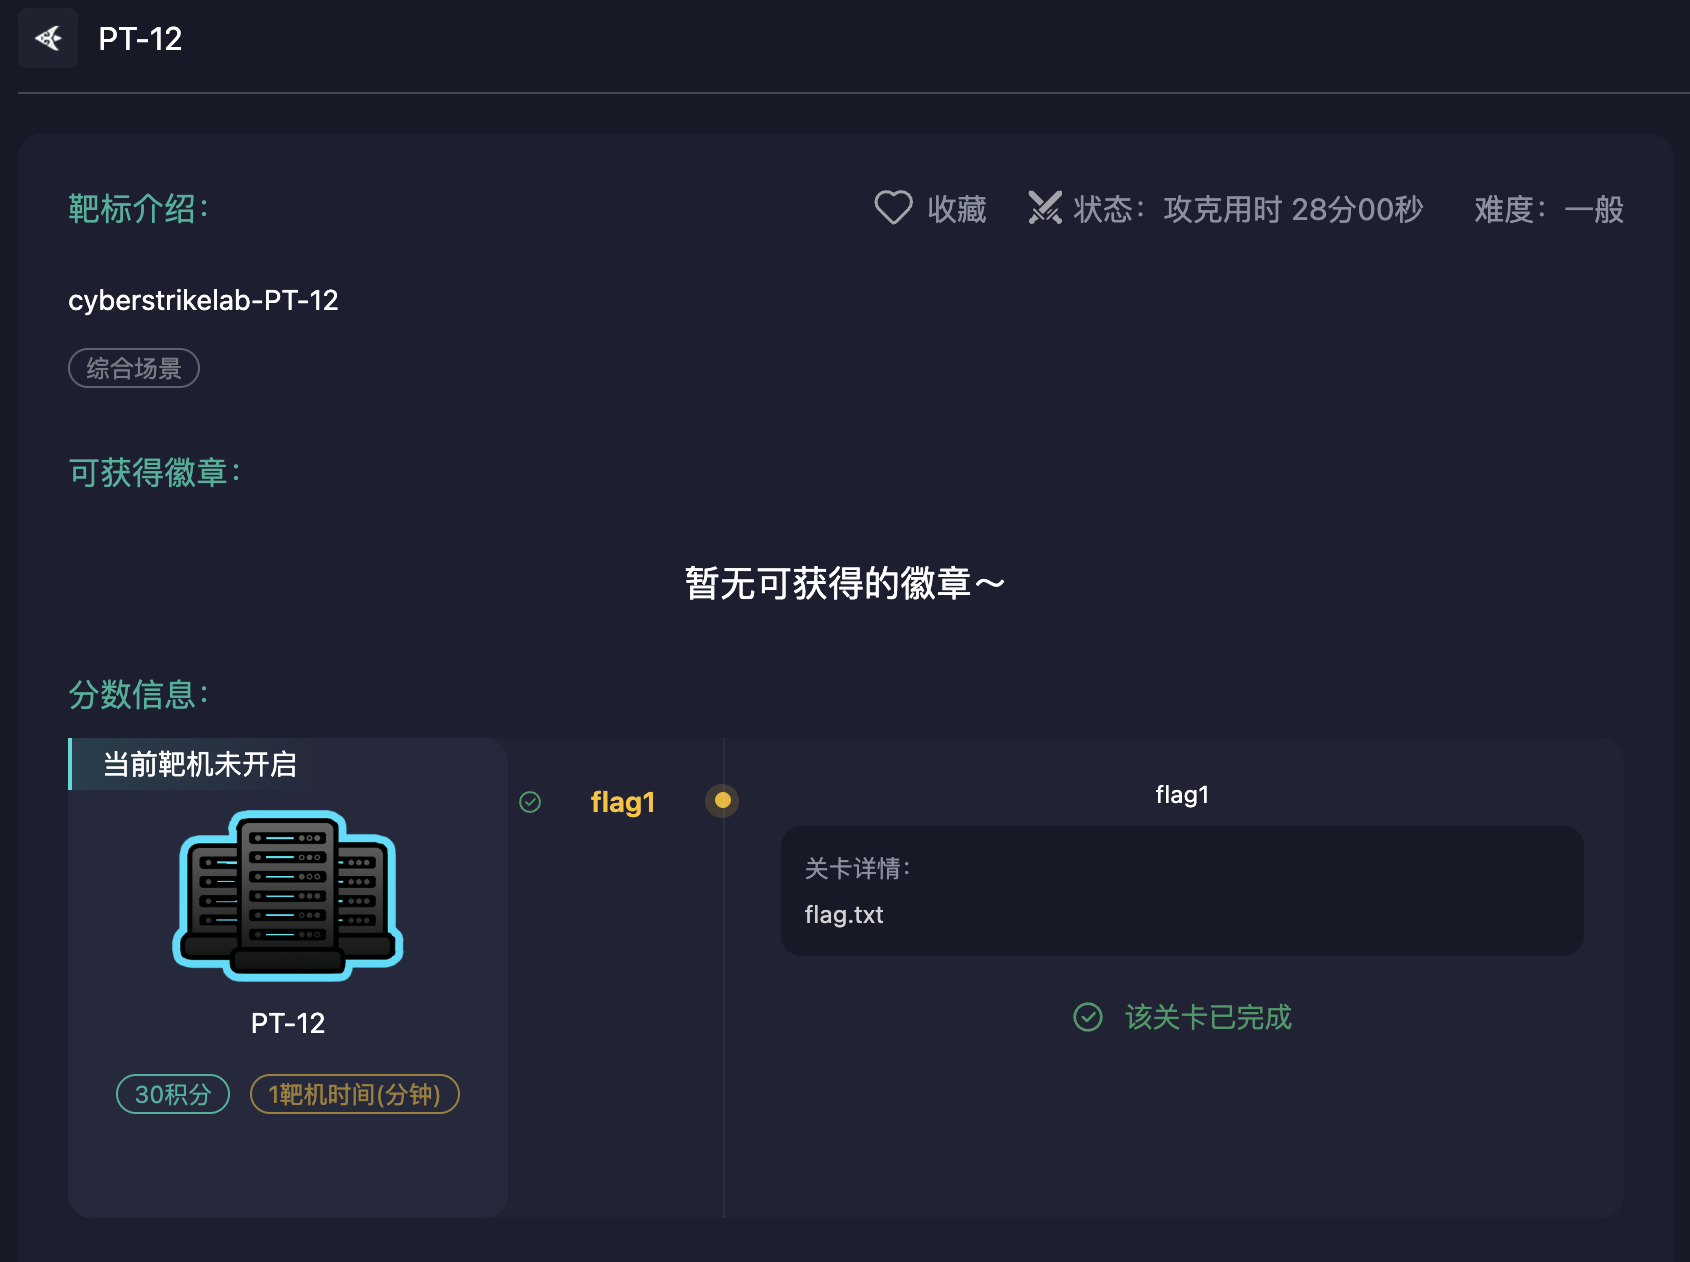 PT-12
靶标介绍：
收藏
状态：攻克用时 28分00秒
难度：一般
cyberstrikelab-PT-12
综合场景
可获得徽章：
暂无可获得的徽章～
分数信息：
当前靶机未开启
PT-12
30积分
1靶机时间(分钟)
flag1
flag1
关卡详情：
flag.txt
该关卡已完成